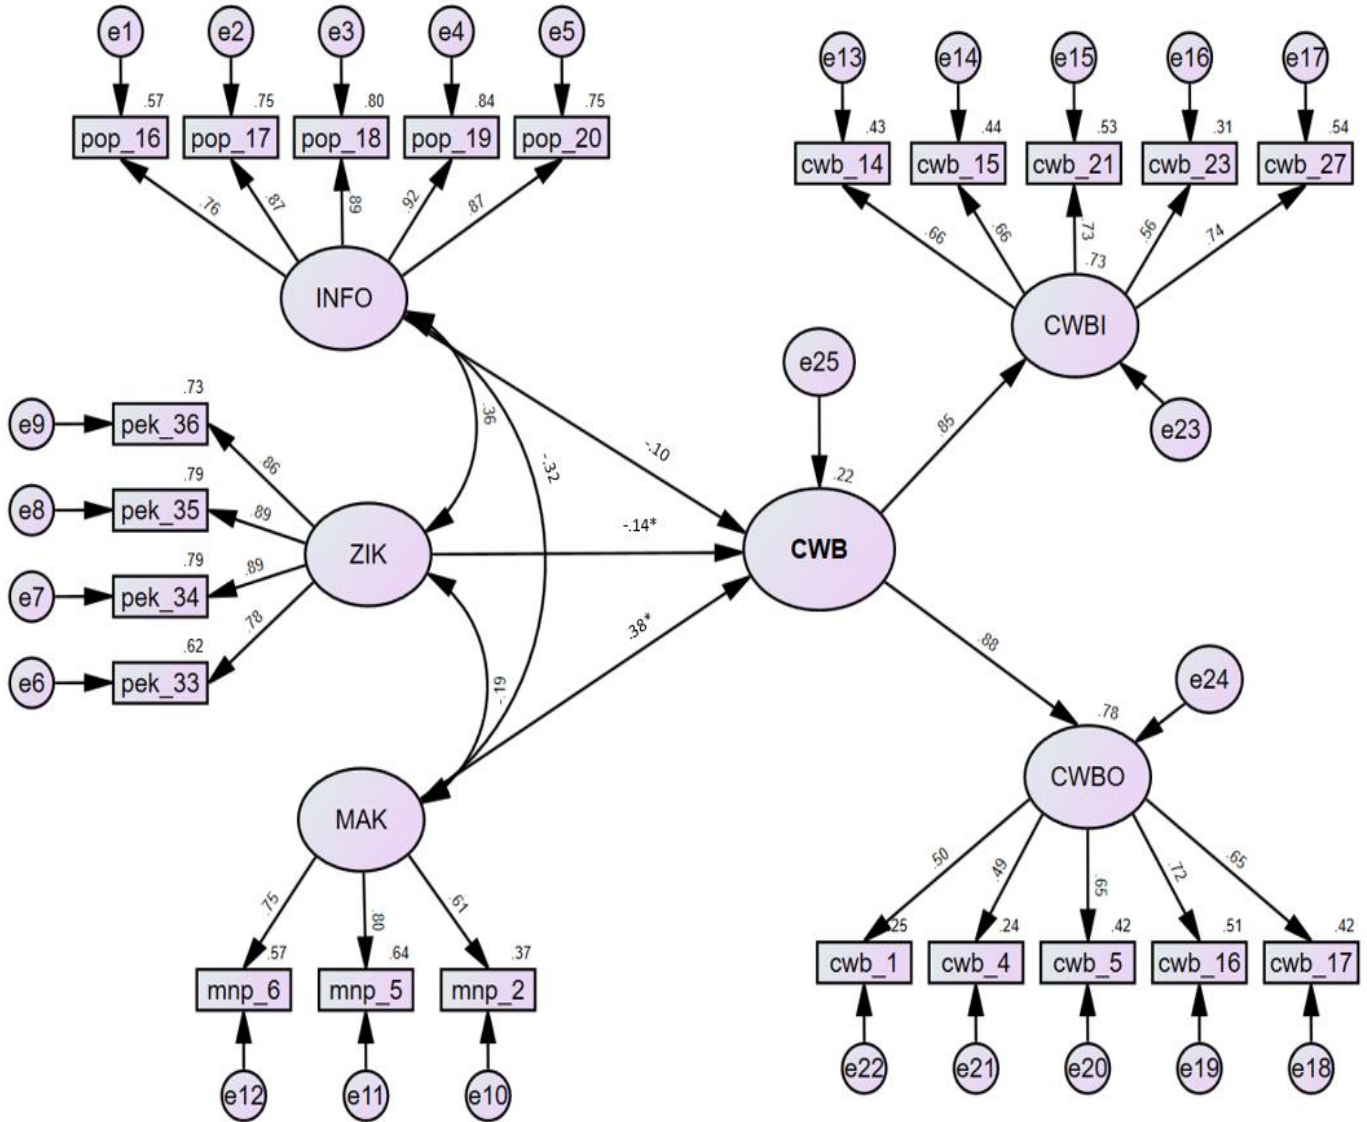 e1 e2 e3 e4 e5
.57 .75 .80 .84 .75
pop_16 pop_17 pop_18 pop_19 pop_20
.76 .87 .89 .92 .87
INFO
e13 e14 e15 e16 e17
.43 .44 .53 .31 .54
cwb_14 cwb_15 cwb_21 cwb_23 cwb_27
.66 .66 .73 .56 .74
.73
CWBI
e23
e25
.22
CWB
.85
.88
-.10
-.14*
.38*
.36
-.32
-.19
.73
e9 pek_36
.86
.79
e8 pek_35
.89
.79
e7 pek_34
.89
.62
e6 pek_33
.78
ZIK
MAK
.75 .80 .61
.57 .64 .37
mnp_6 mnp_5 mnp_2
e12 e11 e10
e24
.78
CWBO
.50 .49 .65 .72 .65
.25 .24 .42 .51 .42
cwb_1 cwb_4 cwb_5 cwb_16 cwb_17
e22 e21 e20 e19 e18